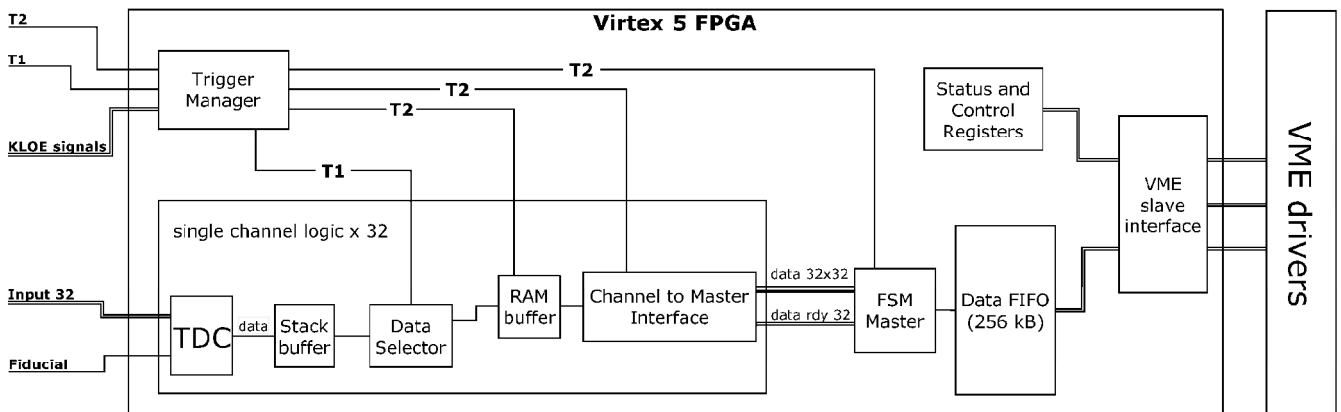 T2
Virtex 5 FPGA
T1
Trigger
Manager
KLOE signals
T2
T2
T2
T1
Status and
Control
Registers
VME
slave
interface
VME drivers
single channel logic x 32
Input 32
Fiducial
TDC
data
Stack
buffer
Data
Selector
RAM
buffer
Channel to Master
Interface
data 32x32
data rdy 32
FSM
Master
Data FIFO
(256 kB)